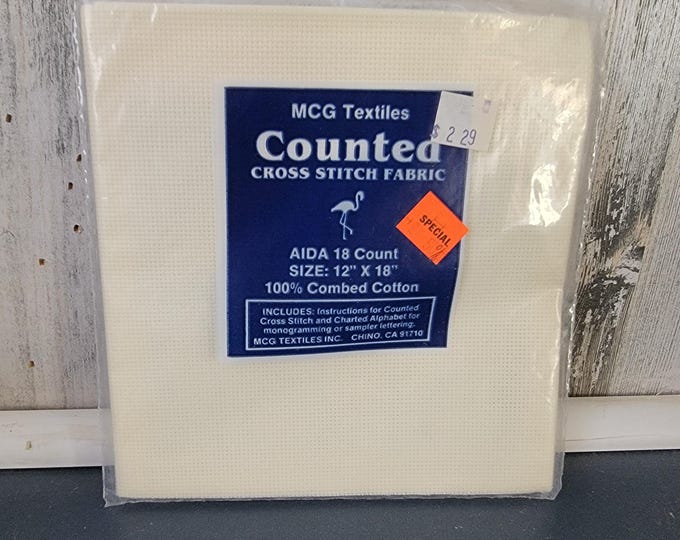 MCG Textiles
$ 2 29
Counted
CROSS STITCH FABRIC
SPECIAL
AIDA 18 Count
SIZE: 12" X 18"
100% Combed Cotton
INCLUDES: Instructions for Counted
Cross Stitch and Charted Alphabet for
monogramming or sampler lettering.
MCG TEXTILES INC. CHINO, CA 91710